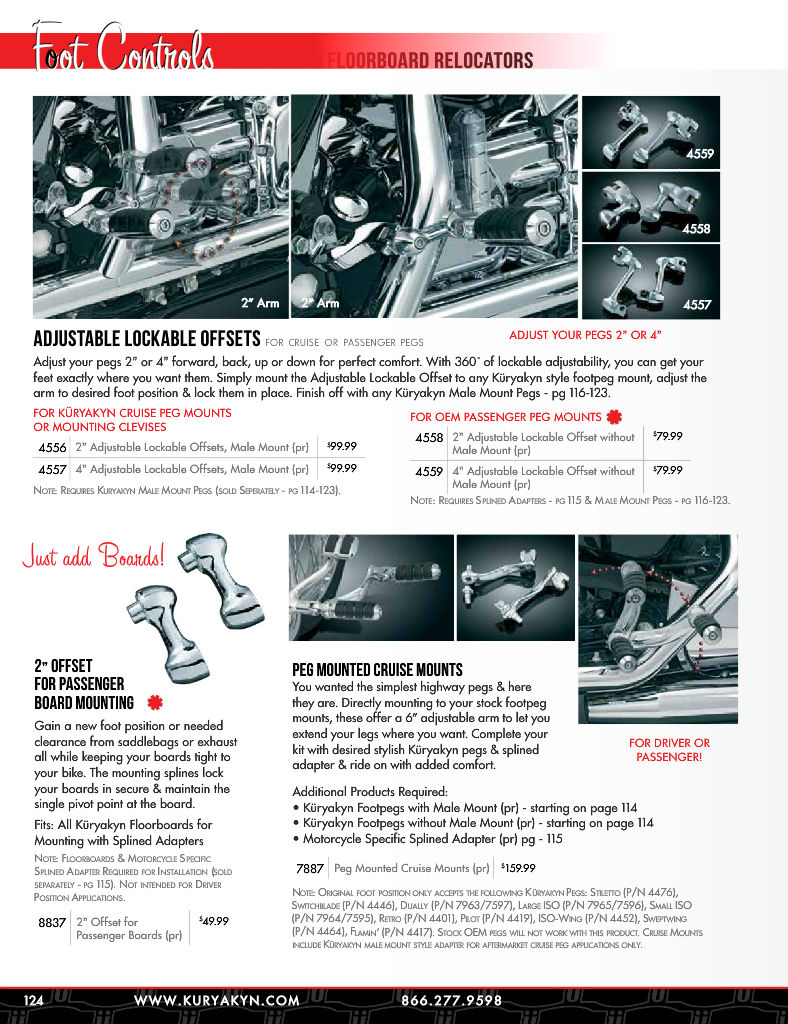 Foot Controls
FLOORBOARD RELOCATORS
4559
4558
4557
2" Arm
2" Arm
ADJUSTABLE LOCKABLE OFFSETS FOR CRUISE OR PASSENGER PEGS
ADJUST YOUR PEGS 2" OR 4"
Adjust your pegs 2" or 4" forward, back, up or down for perfect comfort. With 360° of lockable adjustability, you can get your
feet exactly where you want them. Simply mount the Adjustable Lockable Offset to any Küryakyn style footpeg mount, adjust the
arm to desired foot position & lock them in place. Finish off with any Küryakyn Male Mount Pegs - pg 116-123.
FOR KÜRYAKYN CRUISE PEG MOUNTS
OR MOUNTING CLEVISES
4556 2" Adjustable Lockable Offsets, Male Mount (pr) $99.99
4557 4" Adjustable Lockable Offsets, Male Mount (pr) $99.99
NOTE: REQUIRES KURYAKYN MALE MOUNT PEGS (SOLD SEPERATELY - PG 114-123).
FOR OEM PASSENGER PEG MOUNTS
4558 2" Adjustable Lockable Offset without $79.99
Male Mount (pr)
4559 4" Adjustable Lockable Offset without $79.99
Male Mount (pr)
NOTE: REQUIRES SPLINED ADAPTERS - PG 115 & MALE MOUNT PEGS - PG 116-123.
Just add Boards!
2" OFFSET
FOR PASSENGER
BOARD MOUNTING
Gain a new foot position or needed
clearance from saddlebags or exhaust
all while keeping your boards tight to
your bike. The mounting splines lock
your boards in secure & maintain the
single pivot point at the board.
Fits: All Küryakyn Floorboards for
Mounting with Splined Adapters
NOTE: FLOORBOARDS & MOTORCYCLE SPECIFIC
SPLINED ADAPTER REQUIRED FOR INSTALLATION (SOLD
SEPARATELY - PG 115). NOT INTENDED FOR DRIVER
POSITION APPLICATIONS.
8837 2" Offset for $49.99
Passenger Boards (pr)
PEG MOUNTED CRUISE MOUNTS
You wanted the simplest highway pegs & here
they are. Directly mounting to your stock footpeg
mounts, these offer a 6" adjustable arm to let you
extend your legs where you want. Complete your
kit with desired stylish Küryakyn pegs & splined
adapter & ride on with added comfort.
FOR DRIVER OR
PASSENGER!
Additional Products Required:
• Küryakyn Footpegs with Male Mount (pr) - starting on page 114
• Küryakyn Footpegs without Male Mount (pr) - starting on page 114
• Motorcycle Specific Splined Adapter (pr) pg - 115
7887 Peg Mounted Cruise Mounts (pr) $159.99
NOTE: ORIGINAL FOOT POSITION ONLY ACCEPTS THE FOLLOWING KÜRYAKYN PEGS: STILETTO (P/N 4476),
SWITCHBLADE (P/N 4446), DUALLY (P/N 7963/7597), LARGE ISO (P/N 7965/7596), SMALL ISO
(P/N 7964/7595), RETRO (P/N 4401), PILOT (P/N 4419), ISO-WING (P/N 4452), SWEPTWING
(P/N 4464), FLAMIN' (P/N 4417). STOCK OEM PEGS WILL NOT WORK WITH THIS PRODUCT. CRUISE MOUNTS
INCLUDE KÜRYAKYN MALE MOUNT STYLE ADAPTER FOR AFTERMARKET CRUISE PEG APPLICATIONS ONLY.
124 WWW.KURYAKYN.COM 866.277.9598